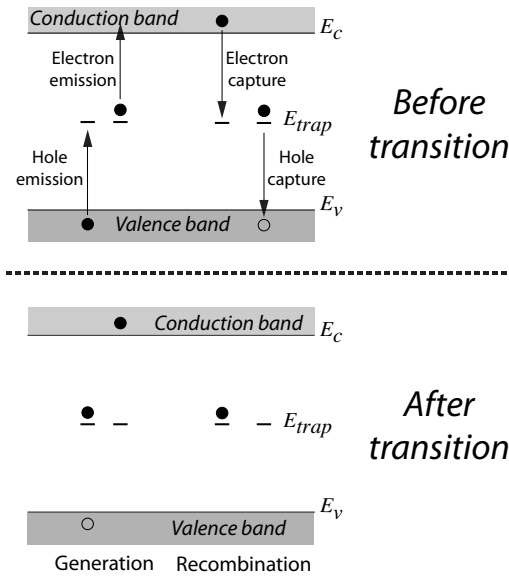 Conduction band
E_c
Electron emission
Electron capture
E_trap
Before transition
Hole emission
Hole capture
E_v
Valence band
Conduction band
E_c
E_trap
After transition
E_v
Valence band
Generation Recombination